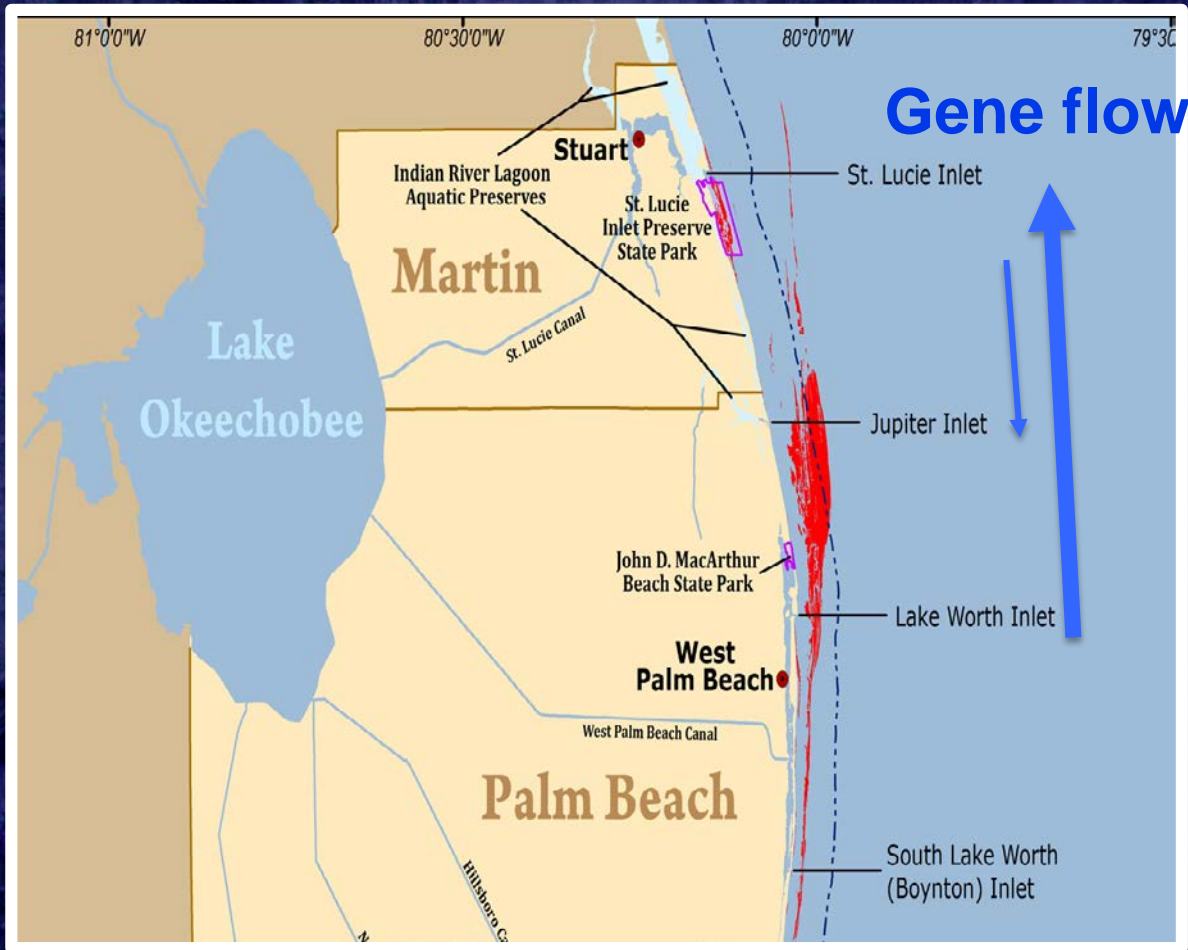 81°0'0"W
80°30'0"W
80°0'0"W
Gene flow
Stuart
St. Lucie Inlet
Indian River Lagoon
Aquatic Preserves
St. Lucie
Inlet Preserve
State Park
Martin
St. Lucie Canal
Lake
Okeechobee
Jupiter Inlet
John D. MacArthur
Beach State Park
Lake Worth Inlet
West
Palm Beach
West Palm Beach Canal
Palm Beach
South Lake Worth
(Boynton) Inlet
Hillsboro